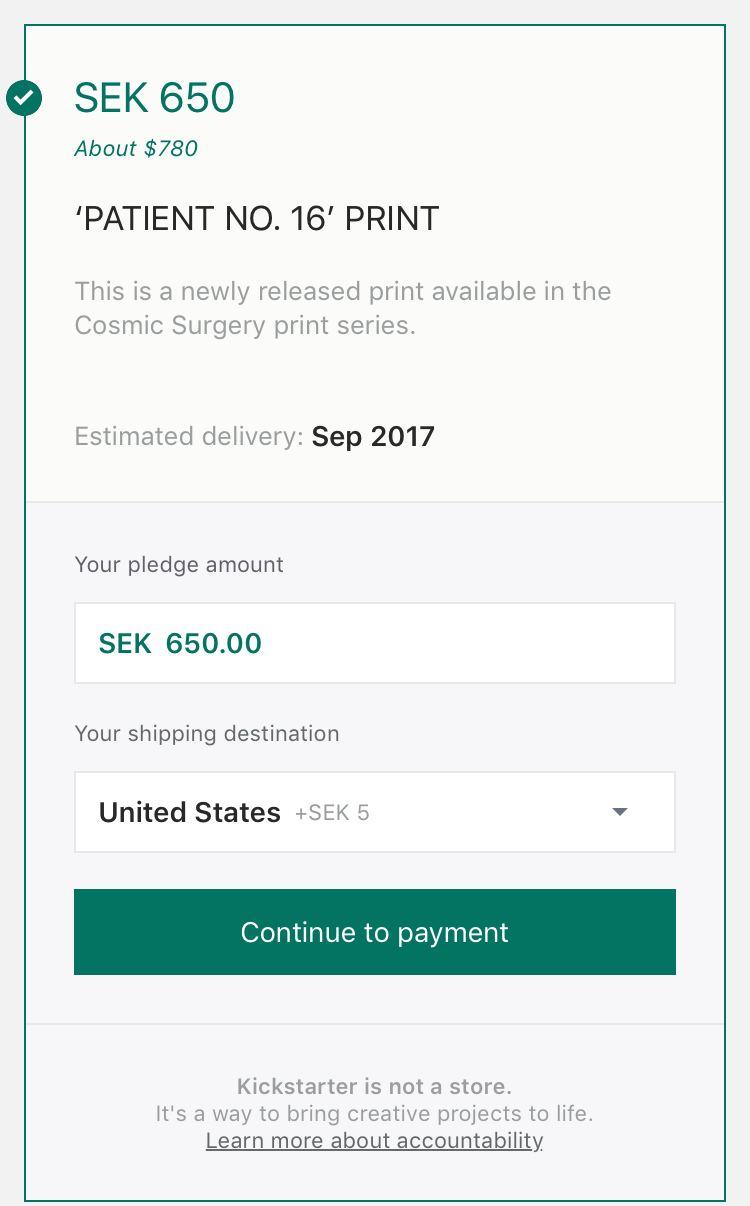 SEK 650
About $780
‘PATIENT NO. 16’ PRINT
This is a newly released print available in the
Cosmic Surgery print series.
Estimated delivery: Sep 2017
Your pledge amount
SEK 650.00
Your shipping destination
United States +SEK 5
Continue to payment
Kickstarter is not a store.
It's a way to bring creative projects to life.
Learn more about accountability